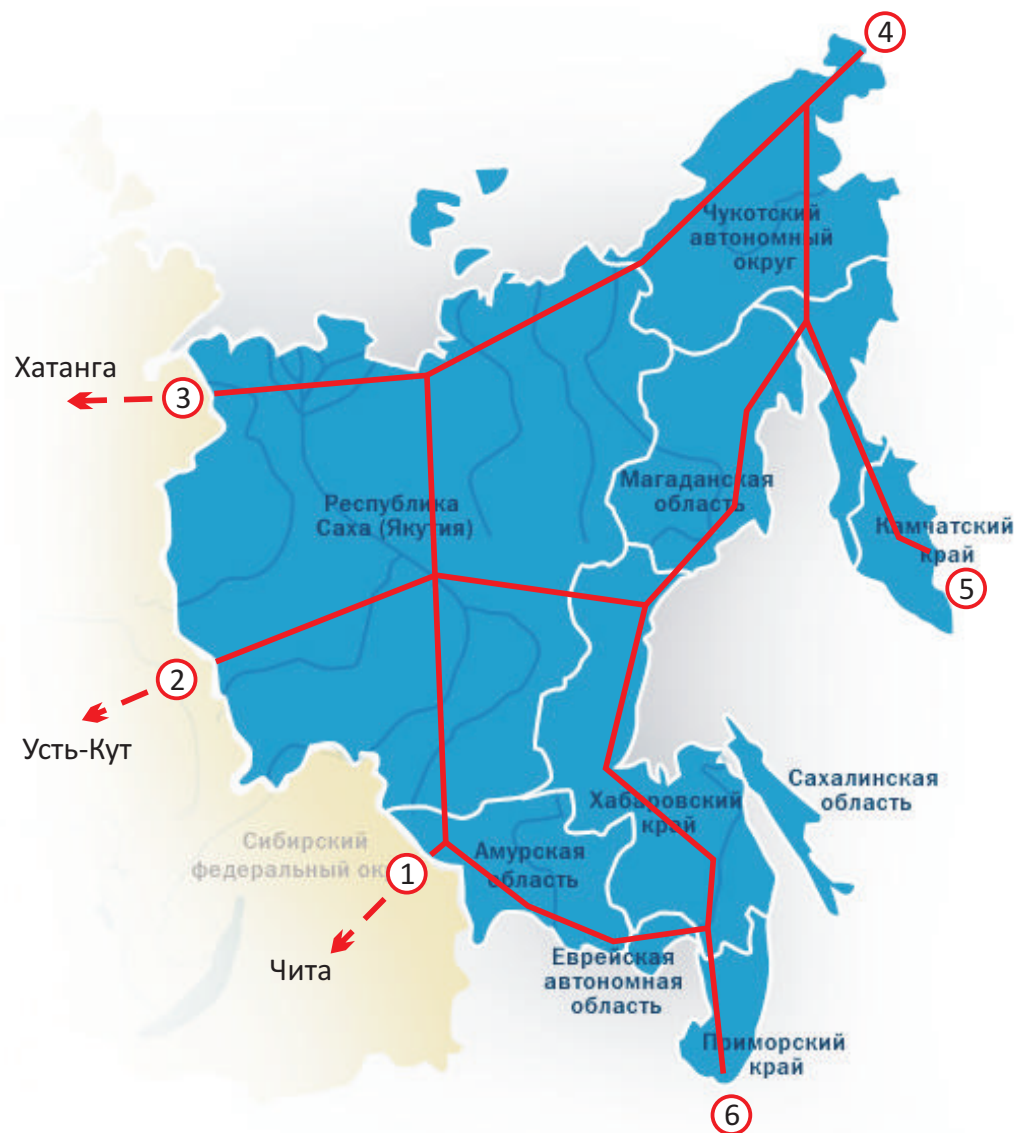 4
Чукотский
автономный
округ
Хатанга
3
Магаданская
область
Республика
Саха (Якутия)
Камчатский
край
5
2
Усть-Кут
Сахалинская
область
Хабаровский
край
Сибирский
федеральный ок
1
Амурская
область
Чита
Еврейская
автономная
область
Приморский
край
6